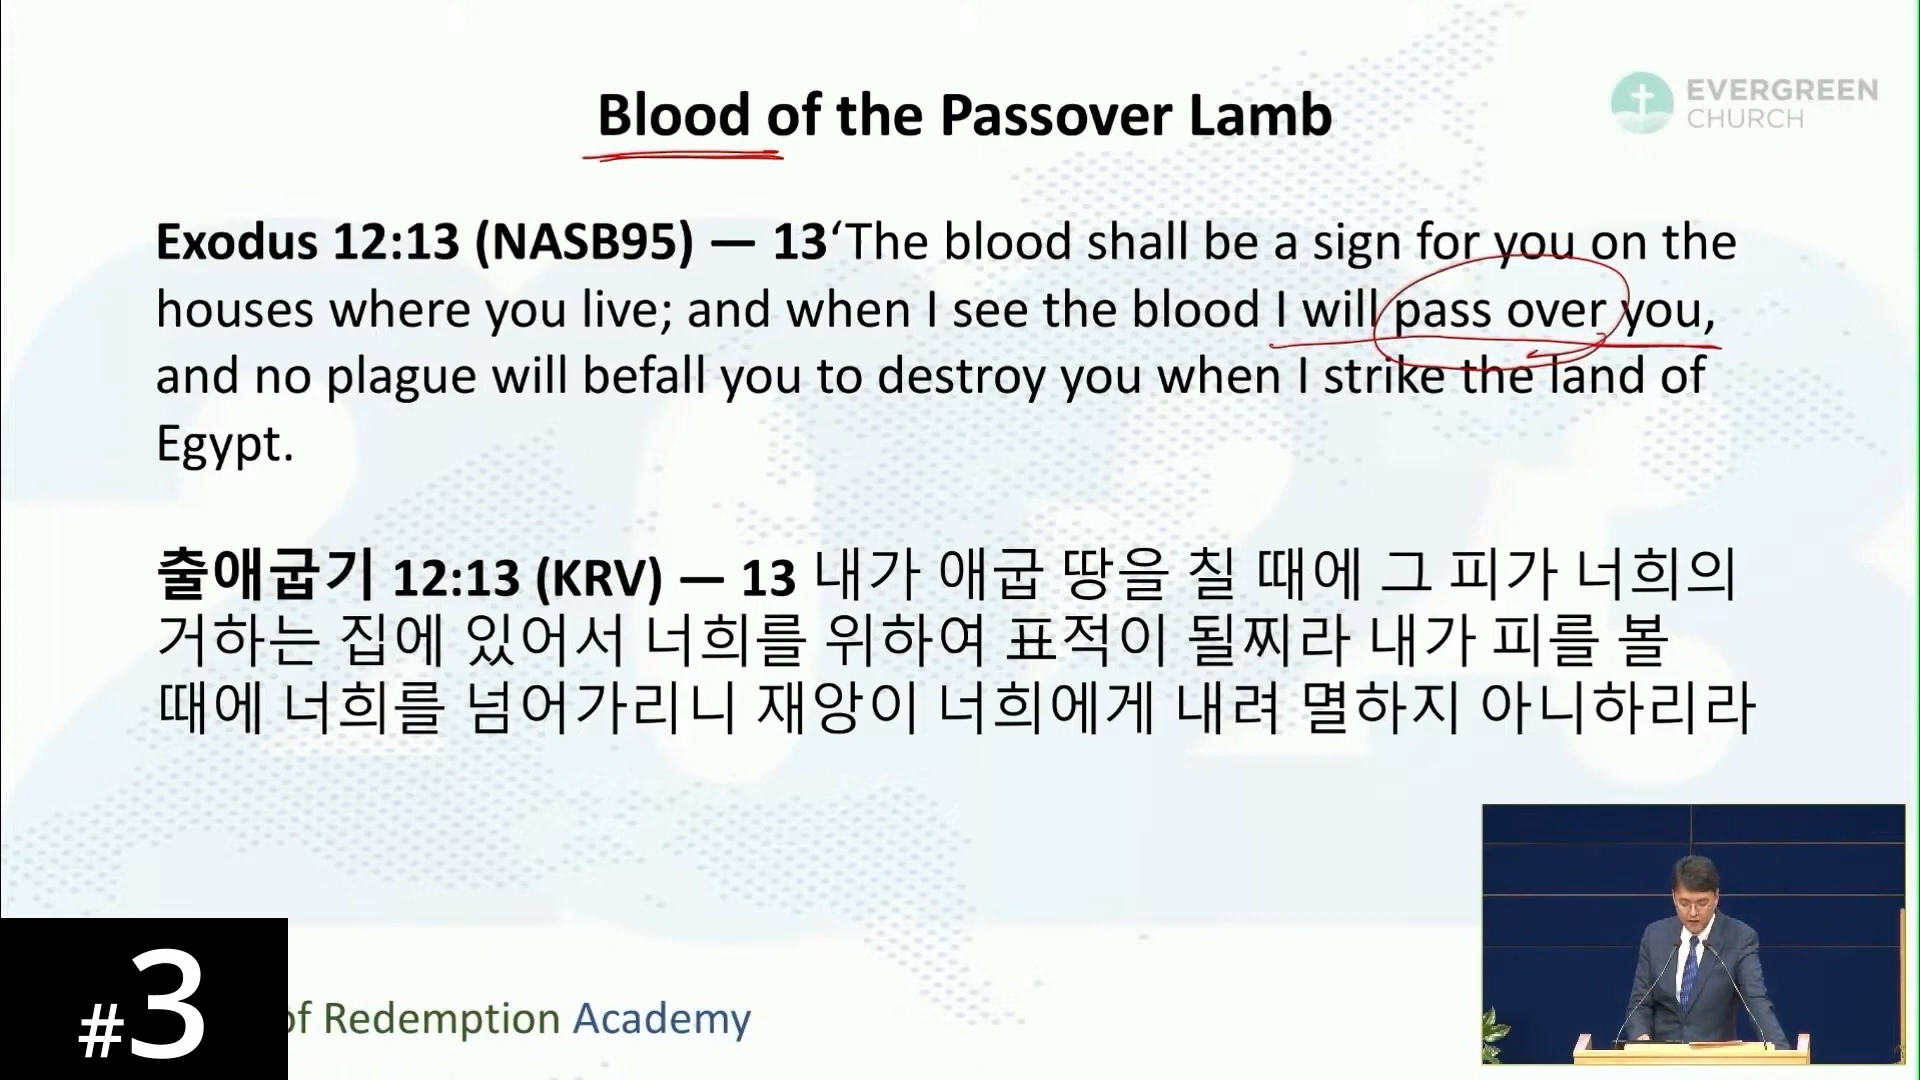 Blood of the Passover Lamb
EVERGREEN
CHURCH
Exodus 12:13 (NASB95) — 13‘The blood shall be a sign for you on the
houses where you live; and when I see the blood I will pass over you,
and no plague will befall you to destroy you when I strike the land of
Egypt.
출애굽기 12:13 (KRV) — 13 내가 애굽 땅을 칠 때에 그 피가 너희의
거하는 집에 있어서 너희를 위하여 표적이 될찌라 내가 피를 볼
때에 너희를 넘어가리니 재앙이 너희에게 내려 멸하지 아니하리라
#3
of Redemption Academy